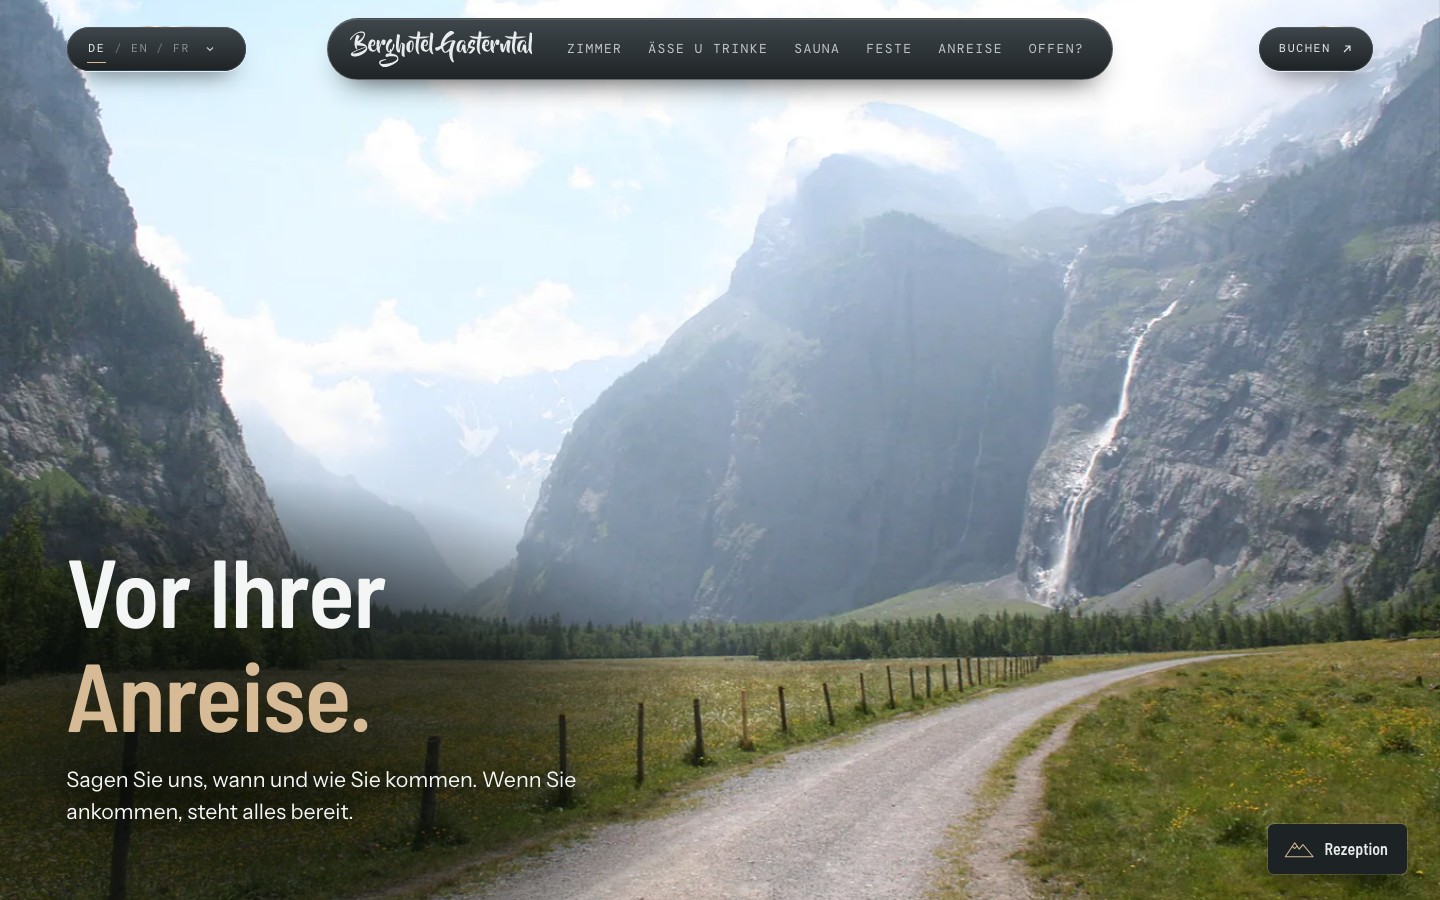 DE / EN / FR
Berghotel Gasterntal
ZIMMER
ÄSSE U TRINKE
SAUNA
FESTE
ANREISE
OFFEN?
BUCHEN
Vor Ihrer
Anreise.
Sagen Sie uns, wann und wie Sie kommen. Wenn Sie
ankommen, steht alles bereit.
Rezeption